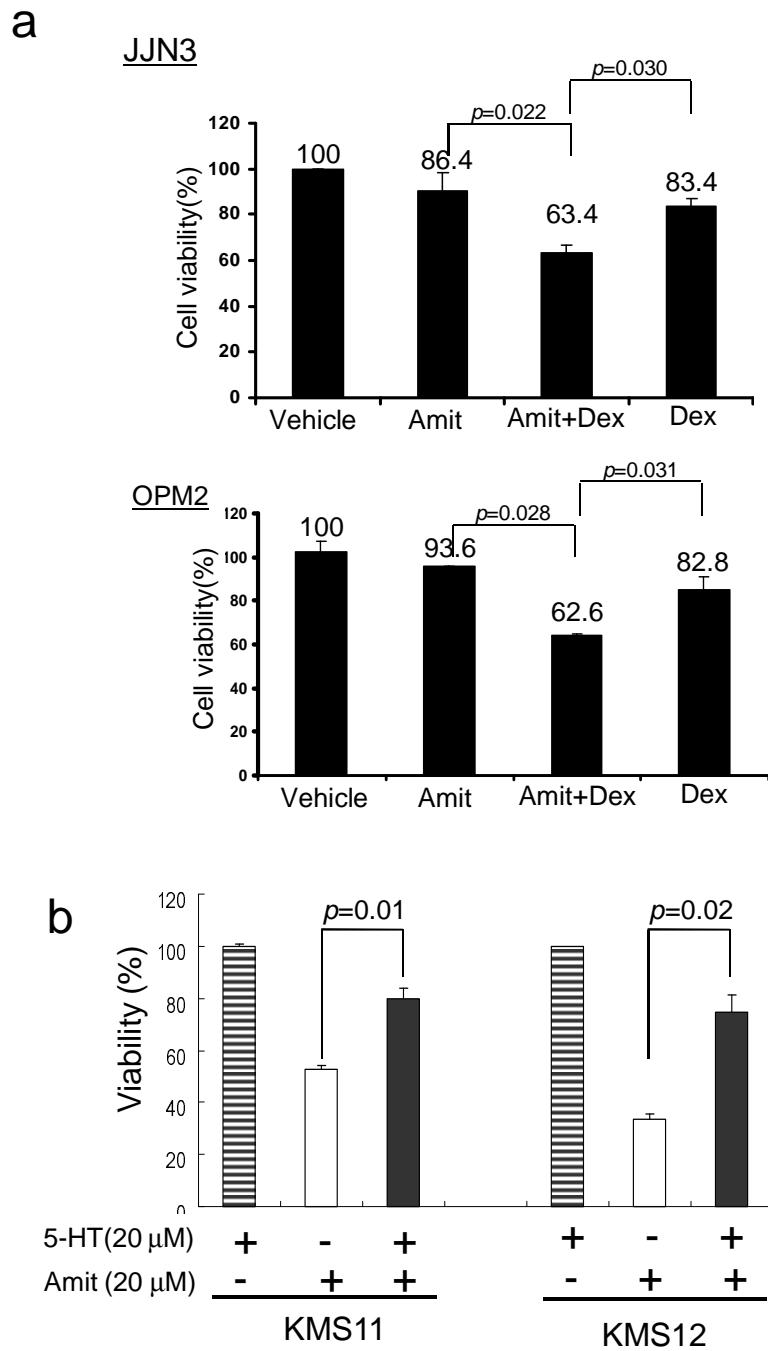 a
JJN3
p=0.022
p=0.030
Cell viability(%)
120
100
80
60
40
20
0
100
86.4
63.4
83.4
Vehicle
Amit
Amit+Dex
Dex
OPM2
p=0.028
p=0.031
Cell viability(%)
120
100
80
60
40
20
0
100
93.6
62.6
82.8
Vehicle
Amit
Amit+Dex
Dex
b
Viability (%)
120
100
80
60
40
20
0
p=0.01
p=0.02
5-HT(20 μM) + - + + - +
Amit (20 μM) - + + - + +
KMS11
KMS12